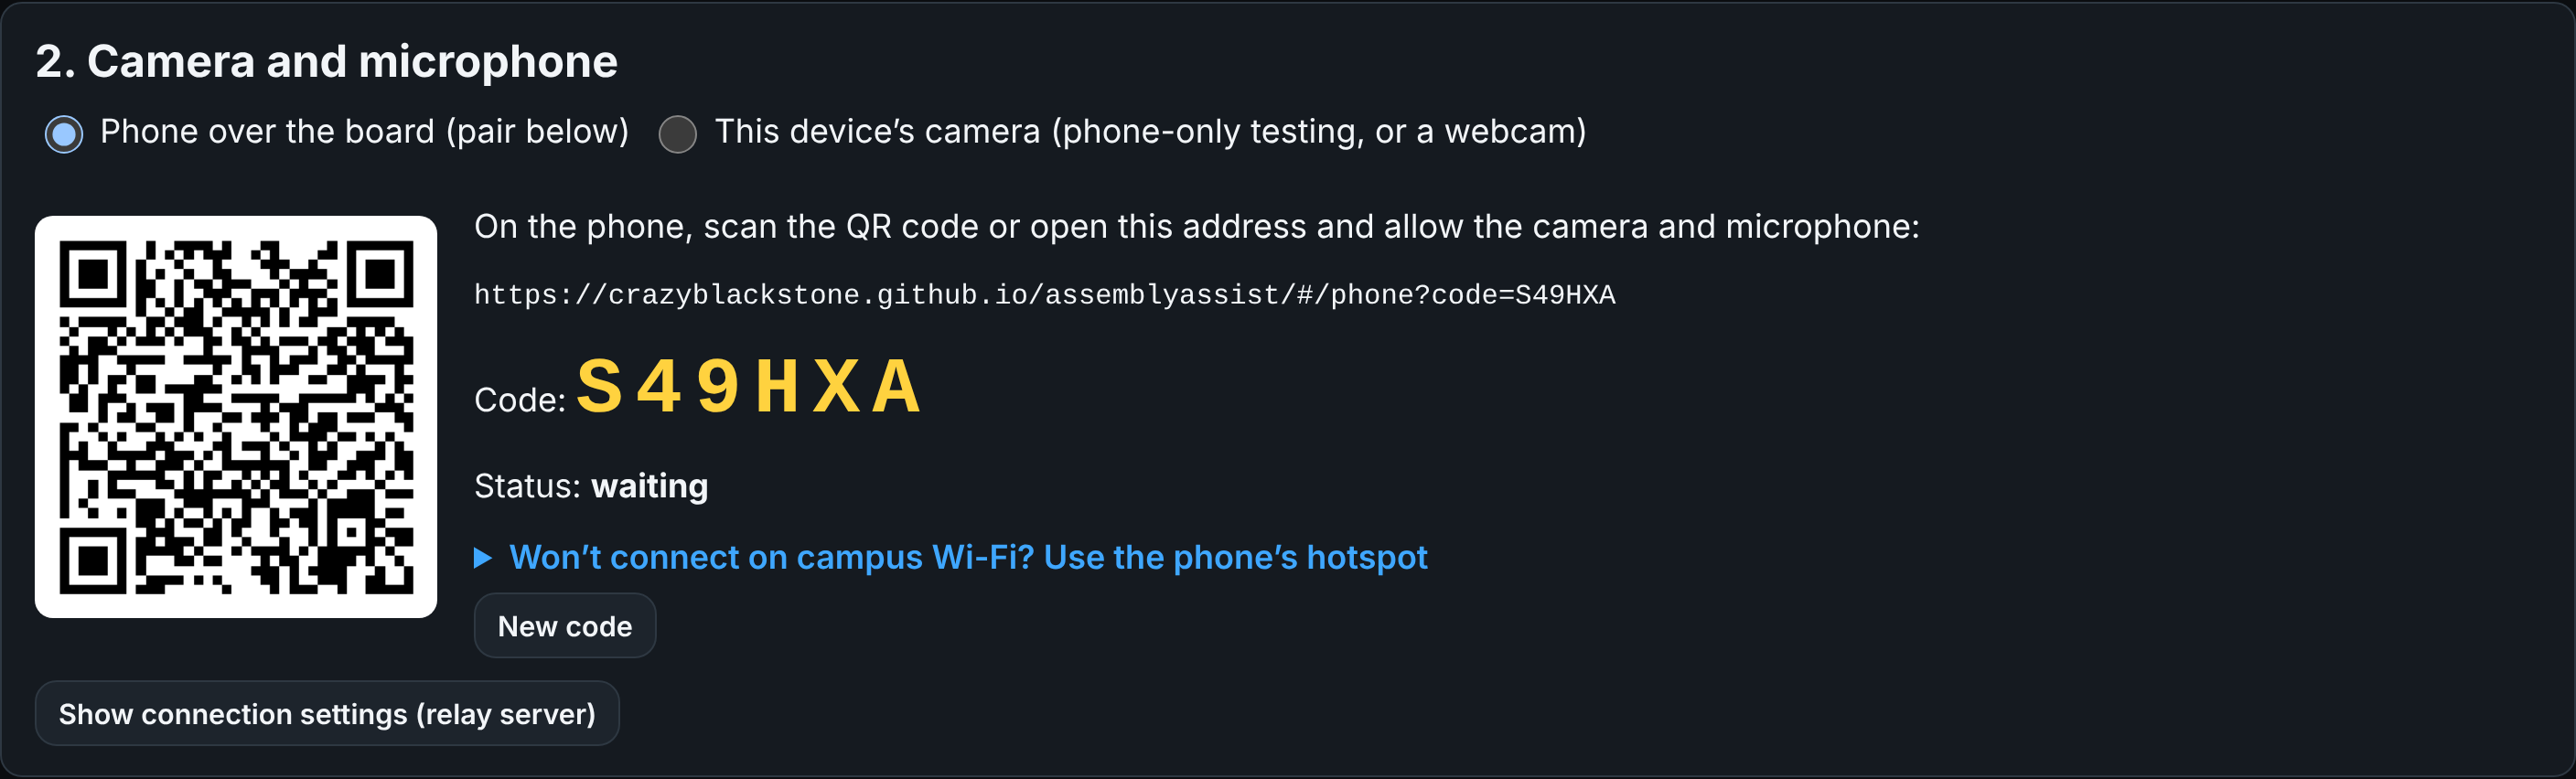 2. Camera and microphone
Phone over the board (pair below) This device’s camera (phone-only testing, or a webcam)
On the phone, scan the QR code or open this address and allow the camera and microphone:
https://crazyblackstone.github.io/assemblyassist/#/phone?code=S49HXA
Code: S49HXA
Status: waiting
Won’t connect on campus Wi-Fi? Use the phone’s hotspot
New code
Show connection settings (relay server)